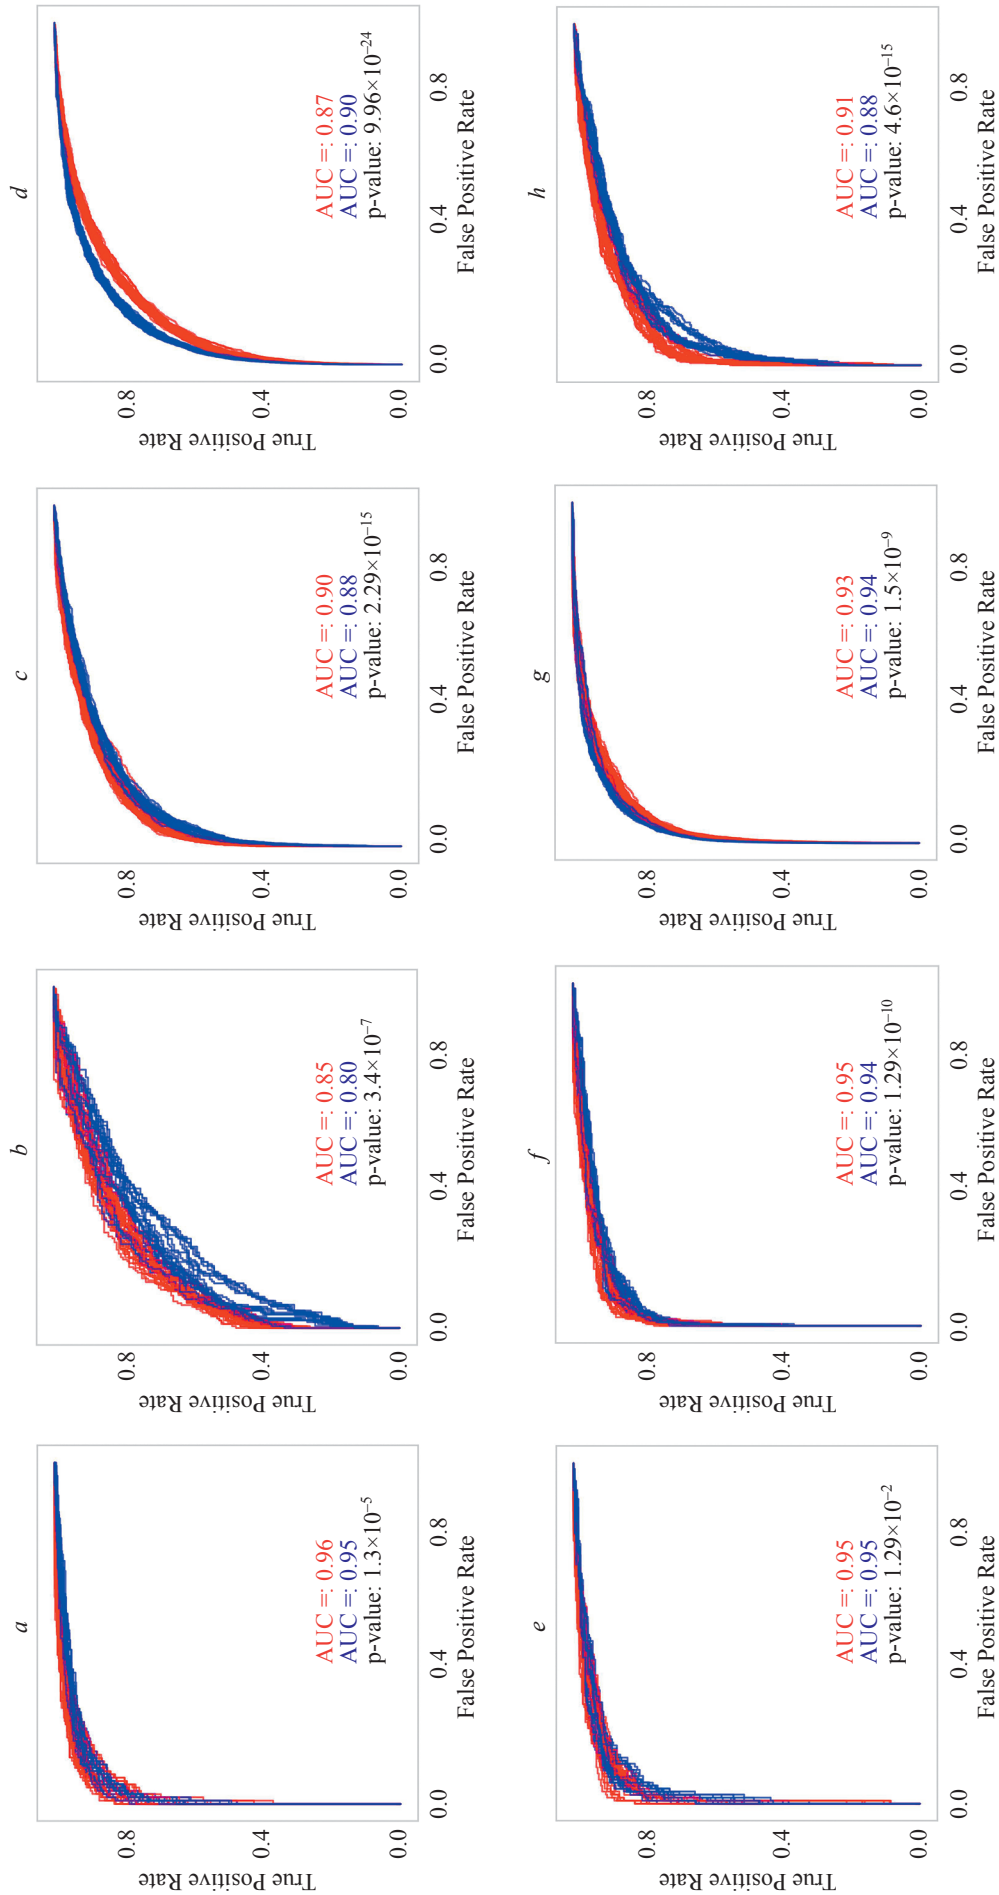 a
True Positive Rate
0.8
0.4
0.0
AUC =: 0.96
AUC =: 0.95
p-value: 1.3×10⁻⁵
0.0 0.4 0.8
False Positive Rate
b
True Positive Rate
0.8
0.4
0.0
AUC =: 0.85
AUC =: 0.80
p-value: 3.4×10⁻⁷
0.0 0.4 0.8
False Positive Rate
c
True Positive Rate
0.8
0.4
0.0
AUC =: 0.90
AUC =: 0.88
p-value: 2.29×10⁻¹⁵
0.0 0.4 0.8
False Positive Rate
d
True Positive Rate
0.8
0.4
0.0
AUC =: 0.87
AUC =: 0.90
p-value: 9.96×10⁻²⁴
0.0 0.4 0.8
False Positive Rate
e
True Positive Rate
0.8
0.4
0.0
AUC =: 0.95
AUC =: 0.95
p-value: 1.29×10⁻²
0.0 0.4 0.8
False Positive Rate
f
True Positive Rate
0.8
0.4
0.0
AUC =: 0.95
AUC =: 0.94
p-value: 1.29×10⁻¹⁰
0.0 0.4 0.8
False Positive Rate
g
True Positive Rate
0.8
0.4
0.0
AUC =: 0.93
AUC =: 0.94
p-value: 1.5×10⁻⁹
0.0 0.4 0.8
False Positive Rate
h
True Positive Rate
0.8
0.4
0.0
AUC =: 0.91
AUC =: 0.88
p-value: 4.6×10⁻¹⁵
0.0 0.4 0.8
False Positive Rate